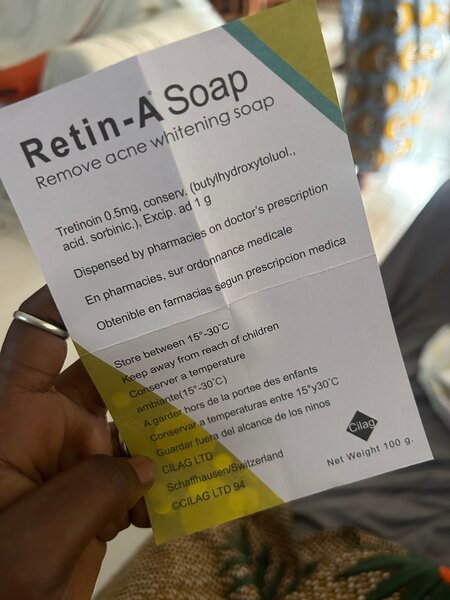 Retin-A® Soap
Remove acne whitening soap
Tretinoin 0.5mg, conserv. (butylhydroxytoluol.,
acid. sorbinic.), Excip. ad 1 g
Dispensed by pharmacies on doctor's prescription
En pharmacies, sur ordonnance medicale
Obtenible en farmacias segun prescripcion medica
Store between 15°-30°C
Keep away from reach of children
Conserver a temperature
ambiante(15°-30°C)
A garder hors de la portee des enfants
Conservar a temperaturas entre 15°y30°C
Guardar fuera del alcance de los ninos
CILAG LTD
Schaffhausen/Switzerland
©CILAG LTD 94
Cilag
Net Weight 100 g.